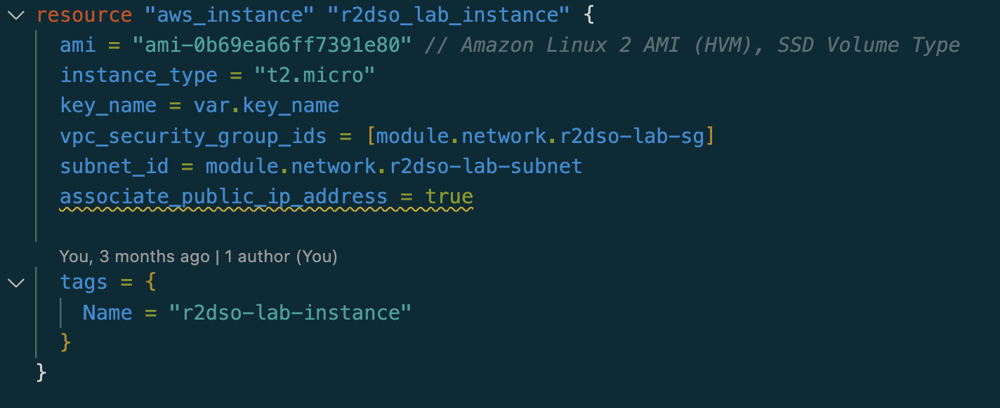 resource "aws_instance" "r2dso_lab_instance" {
ami = "ami-0b69ea66ff7391e80" // Amazon Linux 2 AMI (HVM), SSD Volume Type
instance_type = "t2.micro"
key_name = var.key_name
vpc_security_group_ids = [module.network.r2dso-lab-sg]
subnet_id = module.network.r2dso-lab-subnet
associate_public_ip_address = true
You, 3 months ago | 1 author (You)
tags = {
Name = "r2dso-lab-instance"
}
}